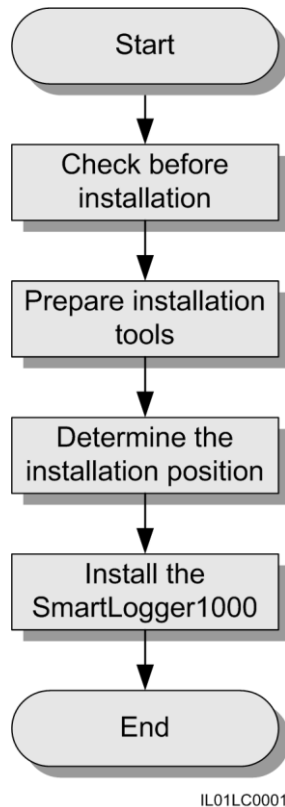 Start
Check before
installation
Prepare installation
tools
Determine the
installation position
Install the
SmartLogger1000
End
IL01LC0001